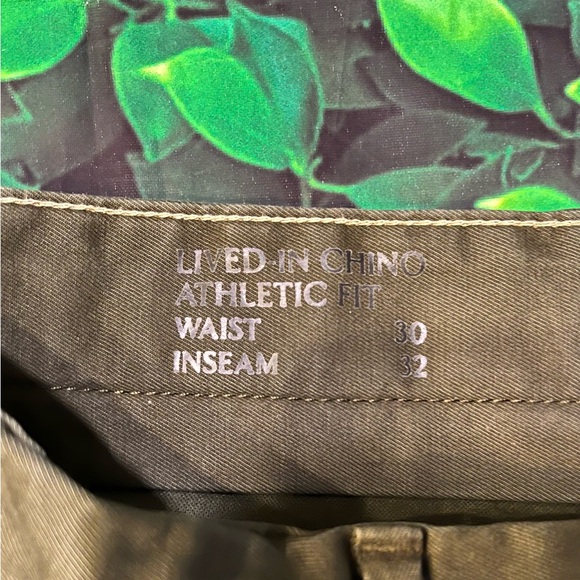 LIVED-IN CHINO
ATHLETIC FIT
WAIST 30
INSEAM 32